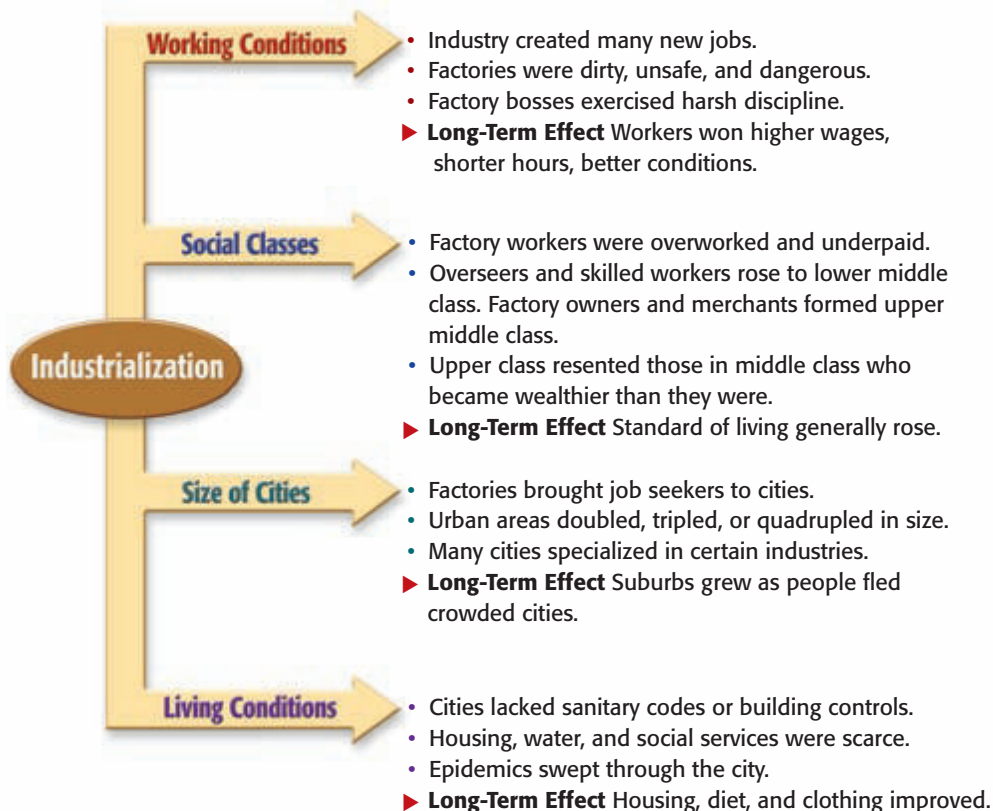 Working Conditions
• Industry created many new jobs.
• Factories were dirty, unsafe, and dangerous.
• Factory bosses exercised harsh discipline.
▶ Long-Term Effect Workers won higher wages,
shorter hours, better conditions.
Social Classes
• Factory workers were overworked and underpaid.
• Overseers and skilled workers rose to lower middle
class. Factory owners and merchants formed upper
middle class.
• Upper class resented those in middle class who
became wealthier than they were.
▶ Long-Term Effect Standard of living generally rose.
Industrialization
Size of Cities
• Factories brought job seekers to cities.
• Urban areas doubled, tripled, or quadrupled in size.
• Many cities specialized in certain industries.
▶ Long-Term Effect Suburbs grew as people fled
crowded cities.
Living Conditions
• Cities lacked sanitary codes or building controls.
• Housing, water, and social services were scarce.
• Epidemics swept through the city.
▶ Long-Term Effect Housing, diet, and clothing improved.